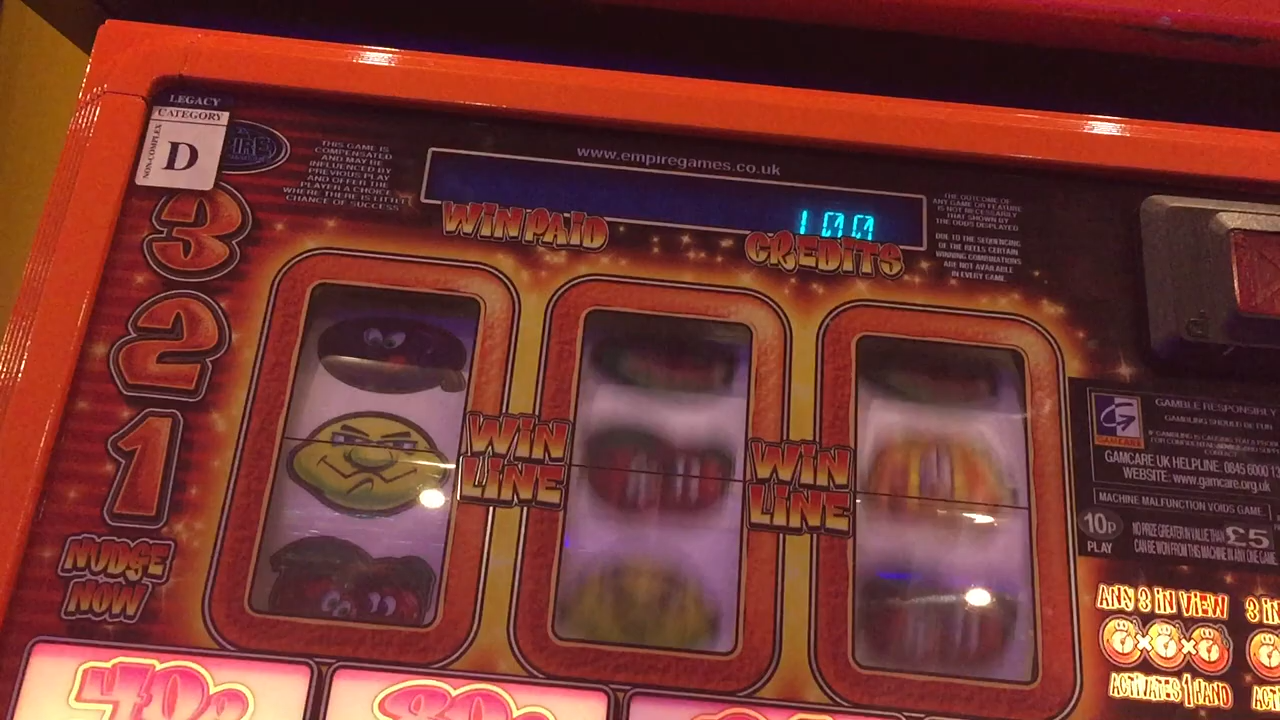 LEGACY
CATEGORY
NON-COMPLEX
D
THIS GAME IS
COMPENSATED
AND MAY BE
INFLUENCED BY
PREVIOUS PLAY
AND OFFER THE
PLAYER A CHOICE
WHERE THERE IS LITTLE
CHANCE OF SUCCESS
www.empiregames.co.uk
100
WIN PAID
CREDITS
THE OUTCOME OF
ANY GAME OR FEATURE
IS NOT NECESSARILY
THAT SHOWN BY
THE ODDS DISPLAYED
DUE TO THE SEQUENCING
OF THE REELS CERTAIN
WINNING COMBINATIONS
ARE NOT AVAILABLE
IN EVERY GAME
3
2
1
NUDGE
NOW
WIN
LINE
WIN
LINE
GAMCARE
GAMBLE RESPONSIBLY
GAMBLING SHOULD BE FUN
GAMCARE UK HELPLINE. 0845 6000 1
WEBSITE: www.gamcare.org.uk
MACHINE MALFUNCTION VOIDS GAME.
10p
PLAY
NO PRIZE GREATER IN VALUE THAN £5
CAN BE WON FROM THIS MACHINE IN ANY ONE GAME
ANY 3 IN VIEW
ACTIVATES 1 BAND
3 IN
ACT